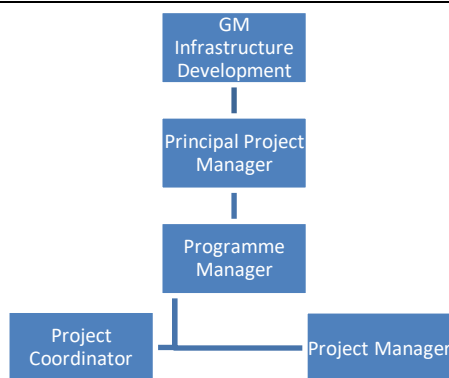 GM
Infrastructure
Development
Principal Project
Manager
Programme
Manager
Project
Coordinator
Project Manager